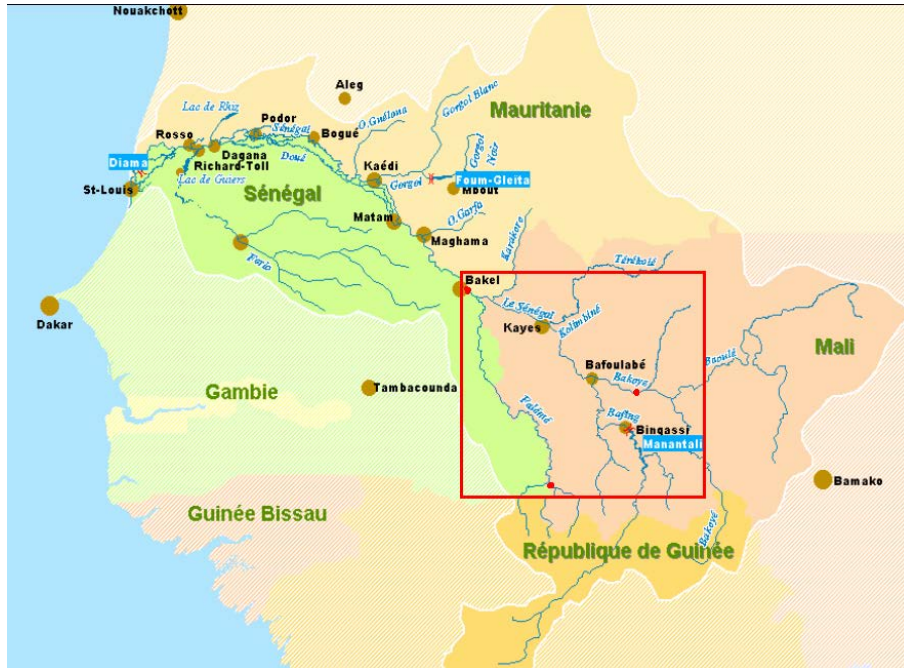 Nouakchott
Aleg
Lac de Rkiz
Podor
O.Guélona
Gorgol Blanc
Mauritanie
Rosso
Sénégal
Bogué
Dagana
Doué
Diama
Richard-Toll
Kaédi
Gorgol
Gorgol Noir
Foum-Gleita
Mbout
St-Louis
Lac de Guiers
Sénégal
Matam
O.Garfa
Maghama
Karakoro
Ferlo
Térékolé
Bakel
Le Sénégal
Dakar
Kayes
Kolimbiné
Mali
Bafoulabé
Baoulé
Gambie
Tambacounda
Bakoye
Falémé
Bafing
Binqassi
Manantali
Bamako
Guinée Bissau
Bakoyé
République de Guinée